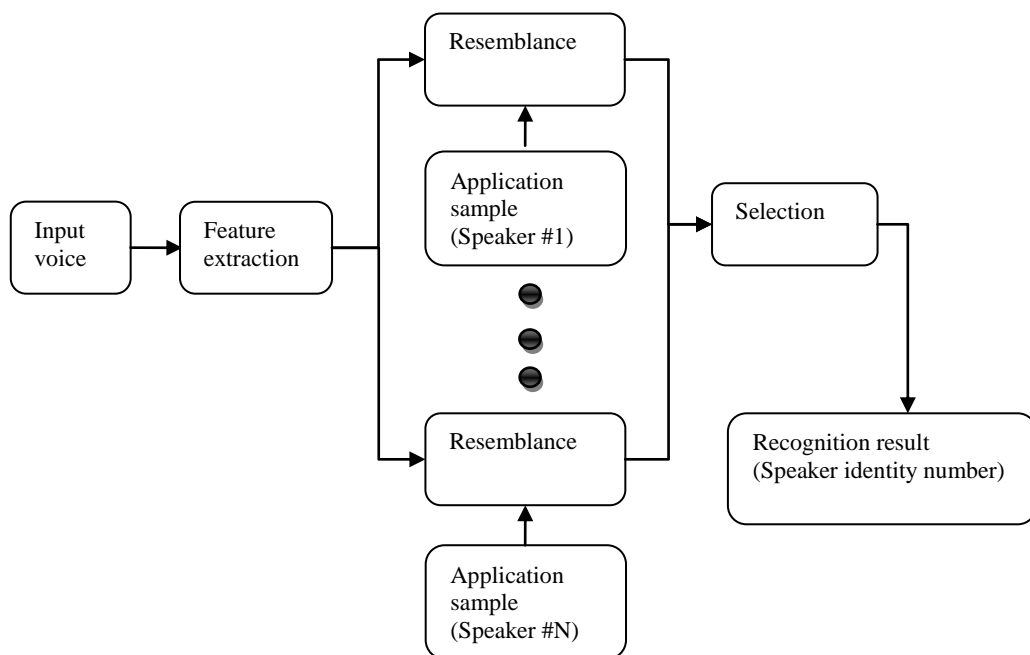 Input
voice
Feature
extraction
Resemblance
Application
sample
(Speaker #1)
Resemblance
Application
sample
(Speaker #N)
Selection
Recognition result
(Speaker identity number)